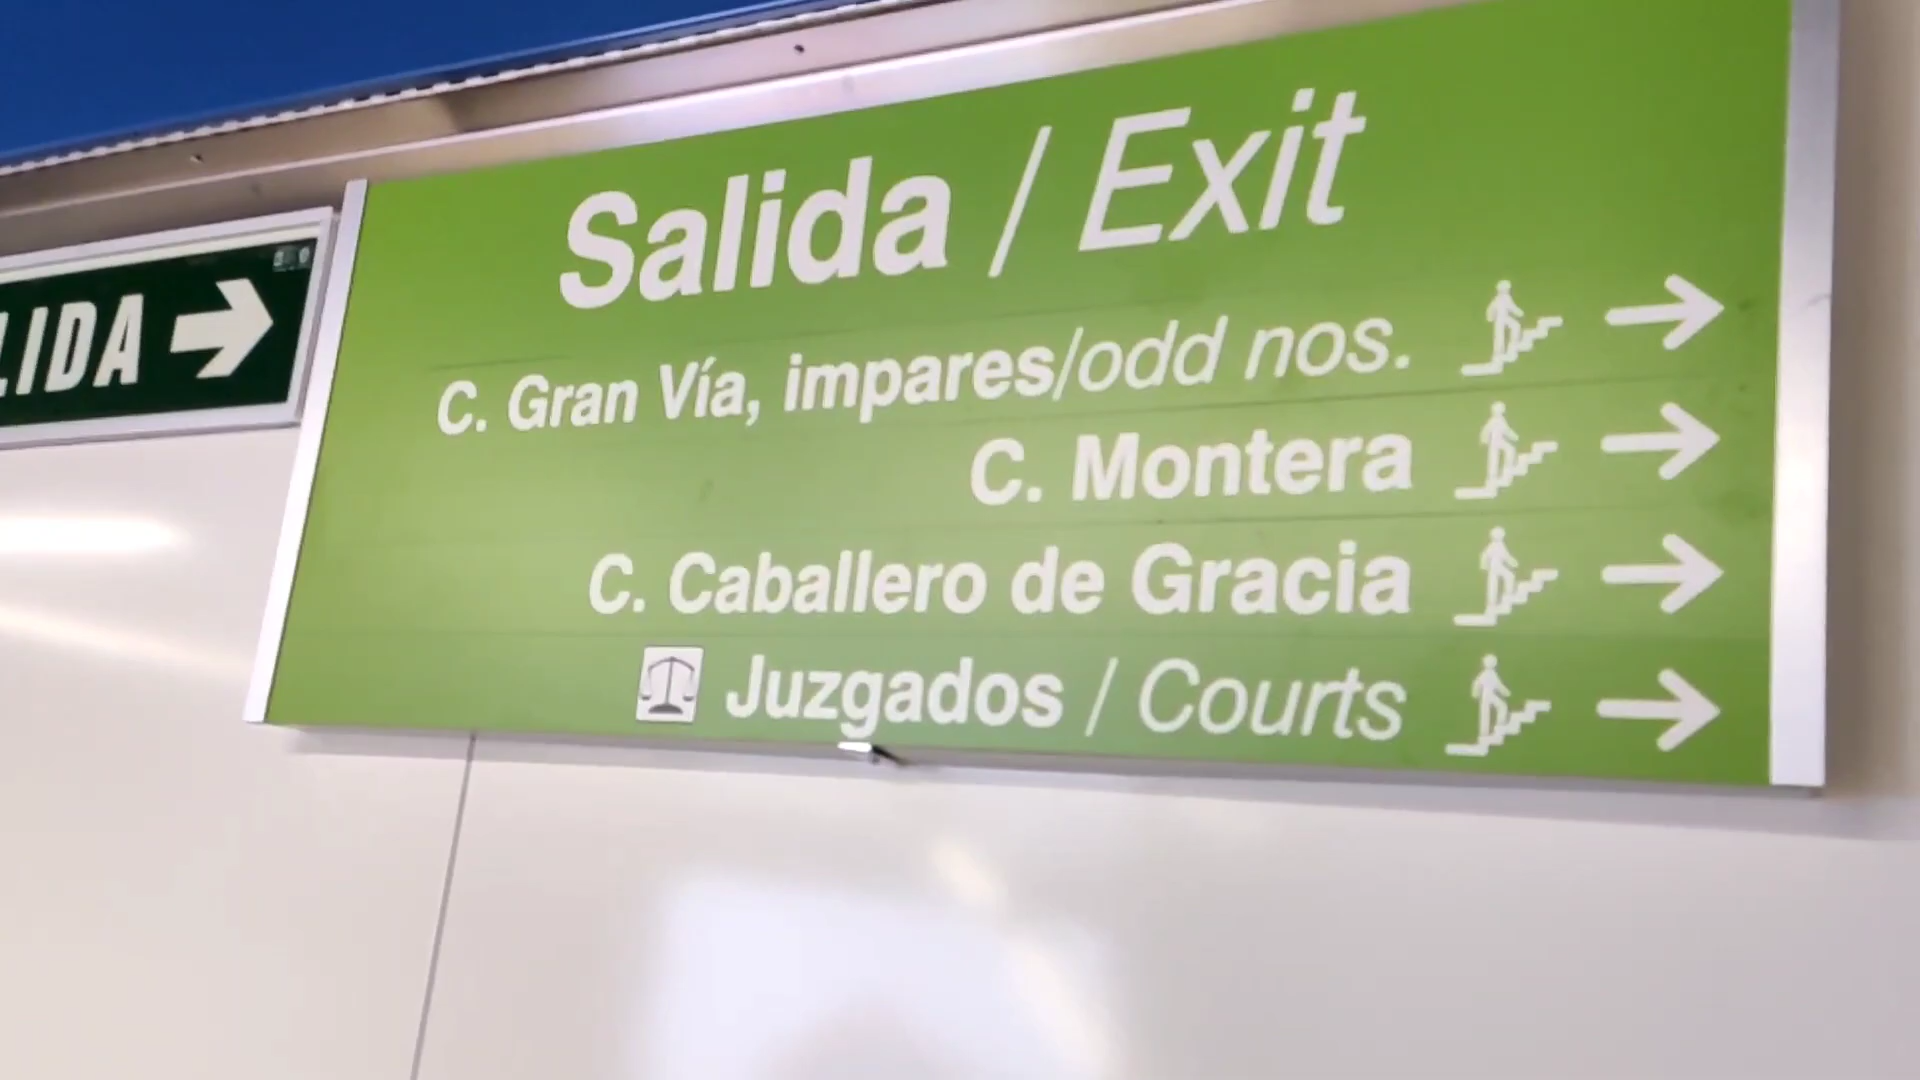 Salida / Exit
LIDA
C. Gran Vía, impares/odd nos.
C. Montera
C. Caballero de Gracia
Juzgados / Courts